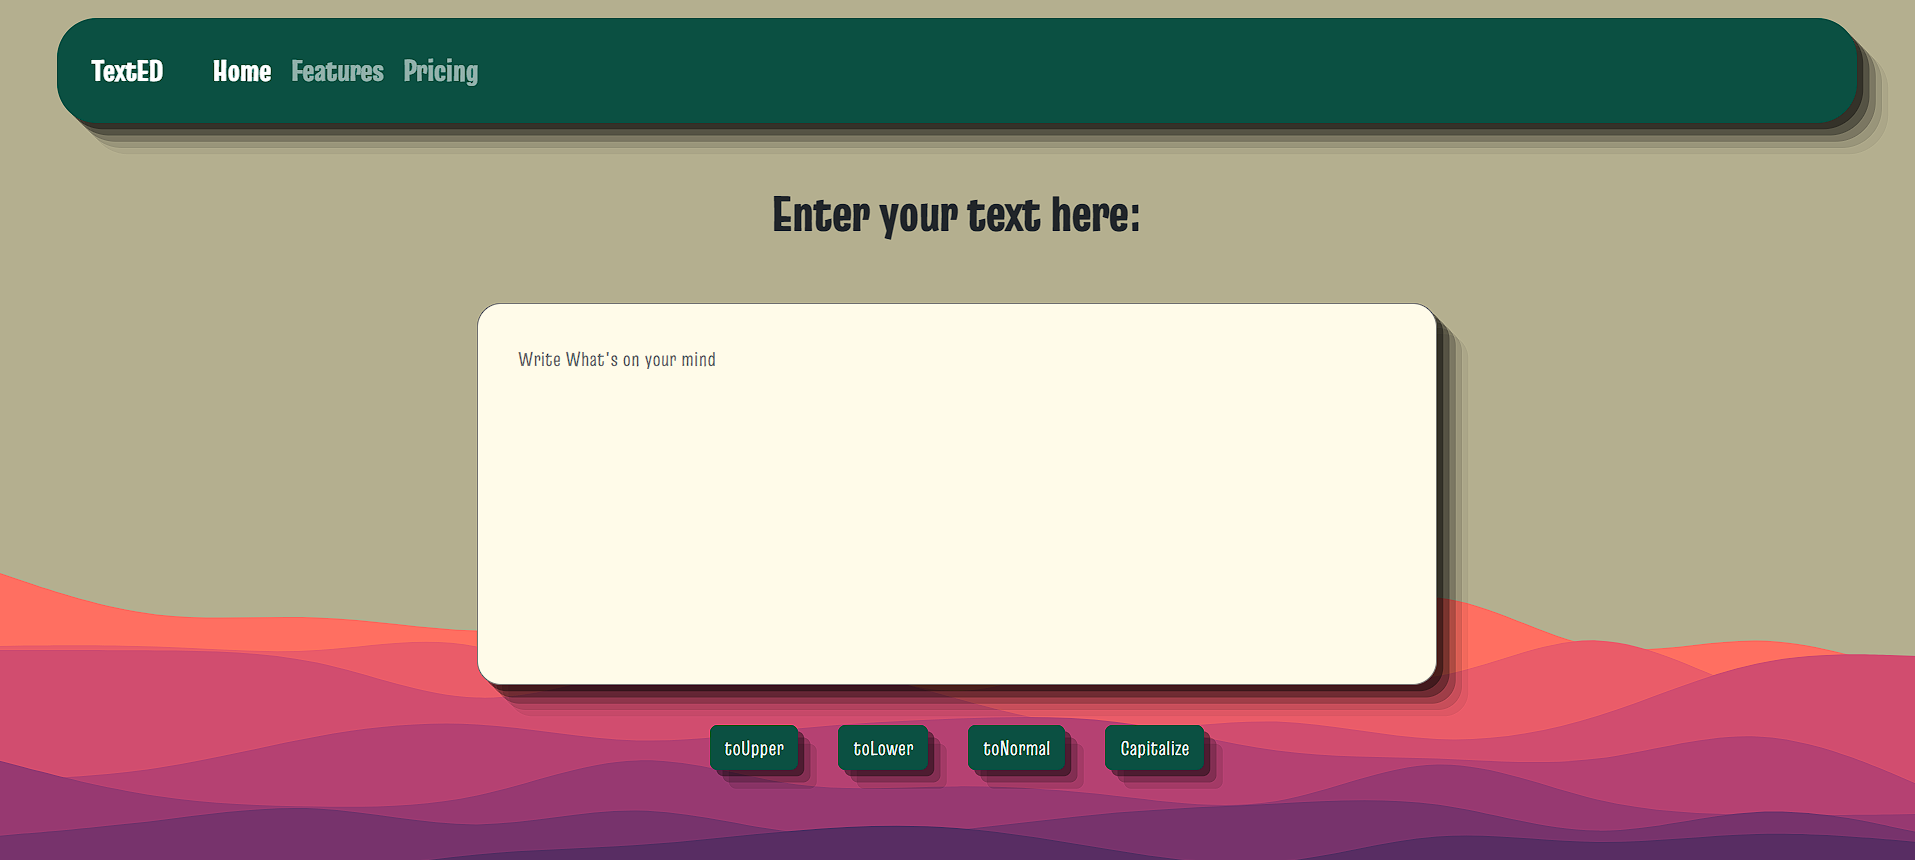 TextED Home Features Pricing
Enter your text here:
Write What's on your mind
toUpper toLower toNormal Capitalize